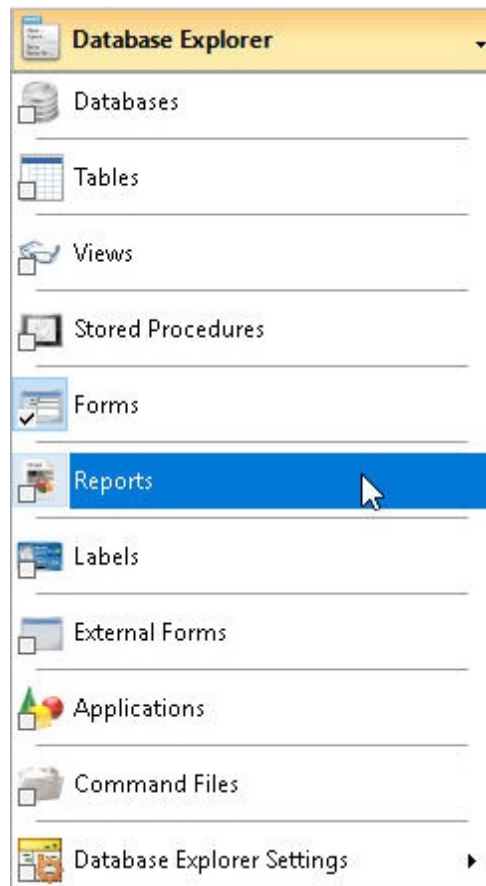 Database Explorer
Databases
Tables
Views
Stored Procedures
Forms
Reports
Labels
External Forms
Applications
Command Files
Database Explorer Settings